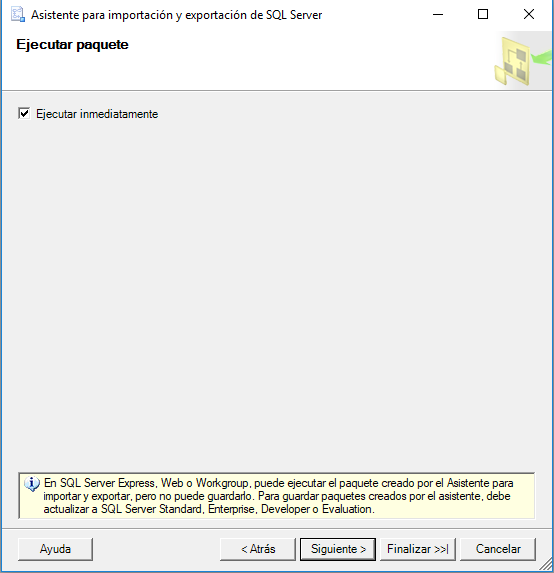 Asistente para importación y exportación de SQL Server
Ejecutar paquete
Ejecutar inmediatamente
En SQL Server Express, Web o Workgroup, puede ejecutar el paquete creado por el Asistente para
importar y exportar, pero no puede guardarlo. Para guardar paquetes creados por el asistente, debe
actualizar a SQL Server Standard, Enterprise, Developer o Evaluation.
Ayuda
< Atrás
Siguiente >
Finalizar >>|
Cancelar